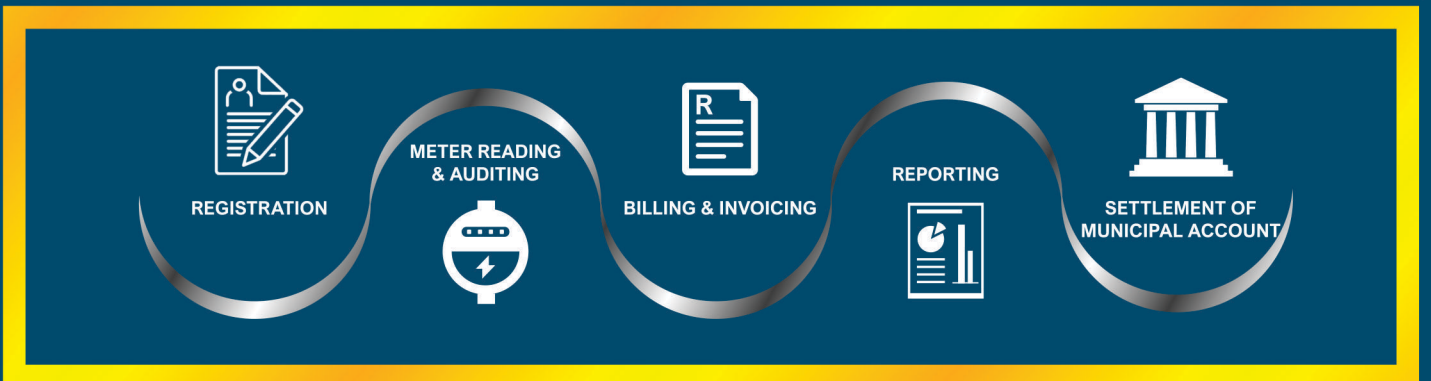 REGISTRATION
METER READING
& AUDITING
R
BILLING & INVOICING
REPORTING
SETTLEMENT OF
MUNICIPAL ACCOUNT